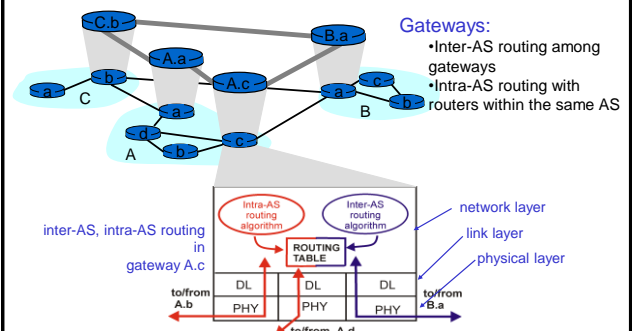 C.b
B.a
A.a
A.c
Gateways:
•Inter-AS routing among
gateways
•Intra-AS routing with
routers within the same AS
a
b
C
a
c
b
B
a
d
b
c
A
inter-AS, intra-AS routing
in
gateway A.c
Intra-AS
routing
algorithm
Inter-AS
routing
algorithm
ROUTING
TABLE
DL
DL
DL
PHY
PHY
PHY
to/from
A.b
to/from
B.a
to/from A.d
network layer
link layer
physical layer